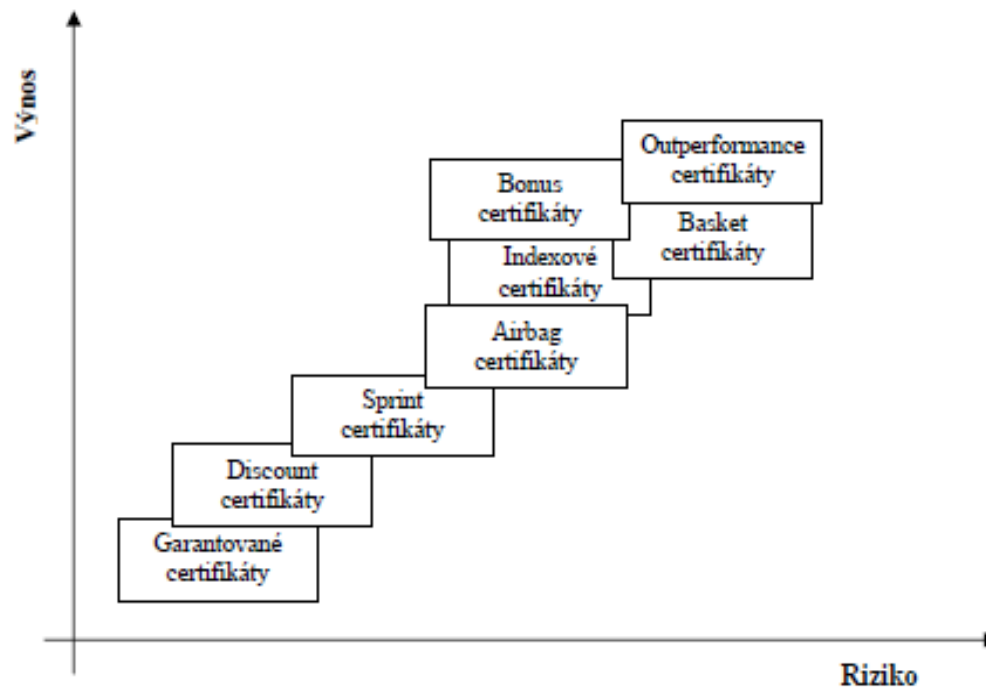 Výnos
Outperformance
certifikáty
Bonus
certifikáty
Basket
certifikáty
Indexové
certifikáty
Airbag
certifikáty
Sprint
certifikáty
Discount
certifikáty
Garantované
certifikáty
Riziko